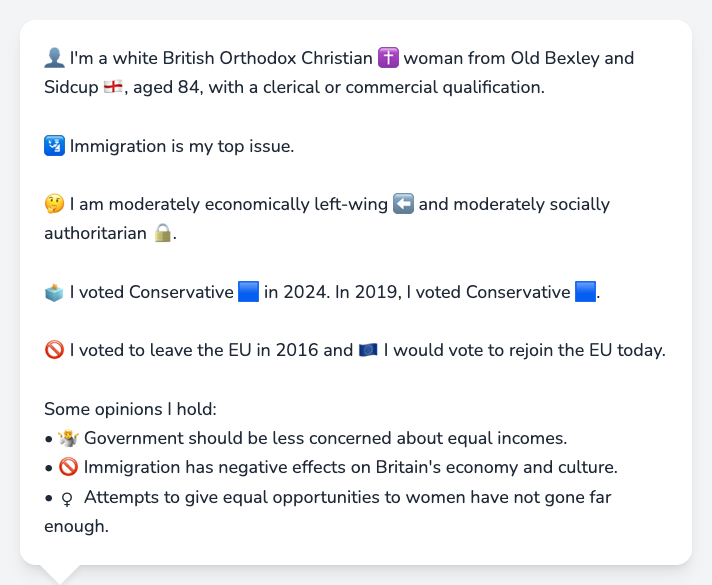 👤 I'm a white British Orthodox Christian ✝️ woman from Old Bexley and
Sidcup 🏴󠁧󠁢󠁥󠁮󠁧󠁿, aged 84, with a clerical or commercial qualification.
🛂 Immigration is my top issue.
🤔 I am moderately economically left-wing ⬅️ and moderately socially
authoritarian 🔒.
🗳️ I voted Conservative 🟦 in 2024. In 2019, I voted Conservative 🟦.
🚫 I voted to leave the EU in 2016 and 🇪🇺 I would vote to rejoin the EU today.
Some opinions I hold:
• 🤷 Government should be less concerned about equal incomes.
• 🚫 Immigration has negative effects on Britain's economy and culture.
• ♀ Attempts to give equal opportunities to women have not gone far
enough.